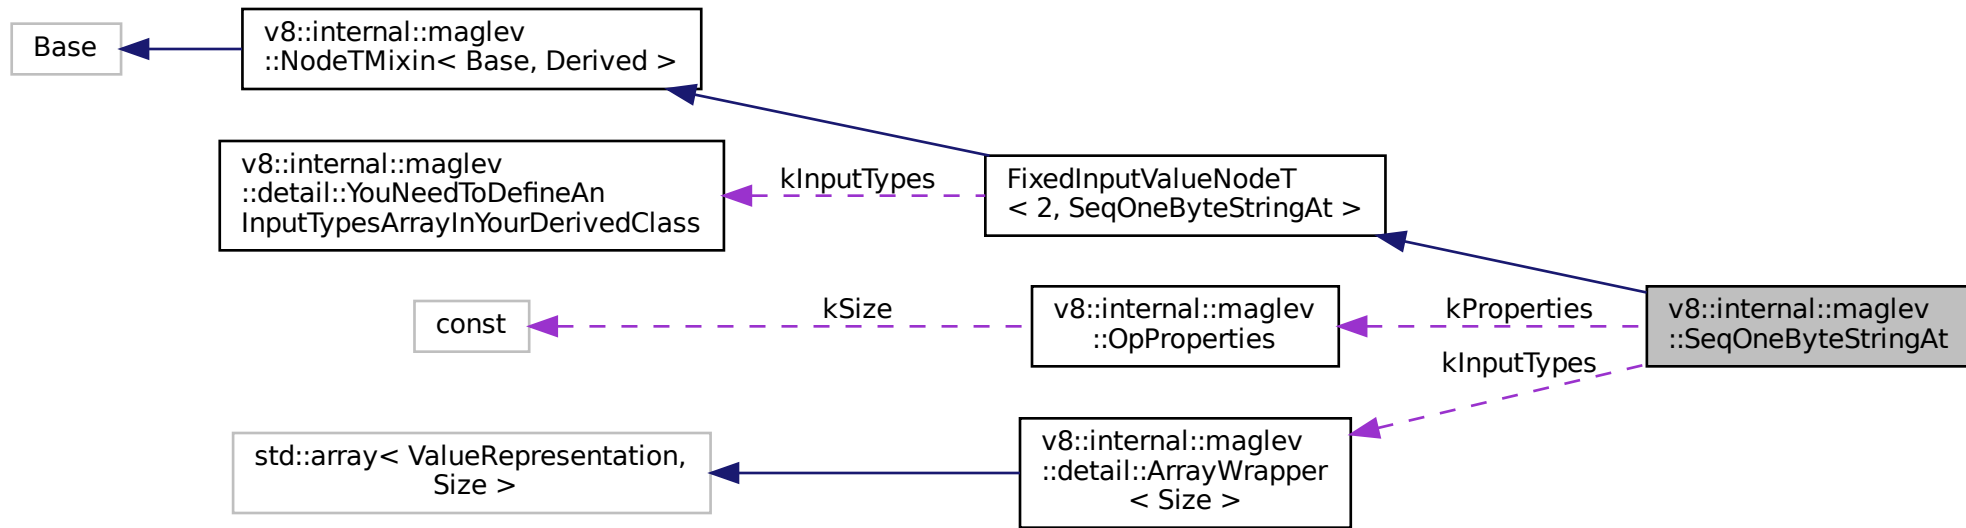 Base
v8::internal::maglev
::NodeTMixin< Base, Derived >
v8::internal::maglev
::detail::YouNeedToDefineAn
InputTypesArrayInYourDerivedClass
kInputTypes
FixedInputValueNodeT
< 2, SeqOneByteStringAt >
const
kSize
v8::internal::maglev
::OpProperties
kProperties
v8::internal::maglev
::SeqOneByteStringAt
kInputTypes
std::array< ValueRepresentation,
Size >
v8::internal::maglev
::detail::ArrayWrapper
< Size >